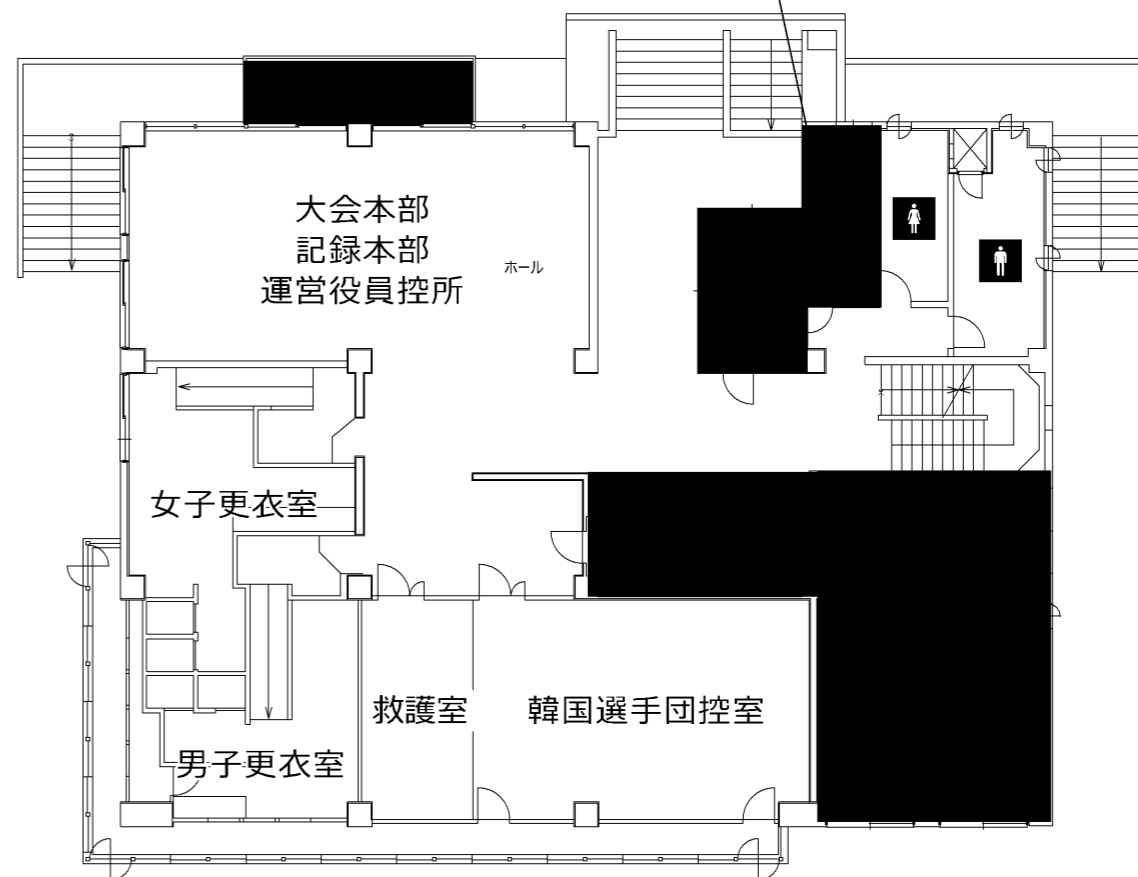 大会本部
記録本部
運営役員控所
ホール
女子更衣室
救護室
韓国選手団控室
男子更衣室